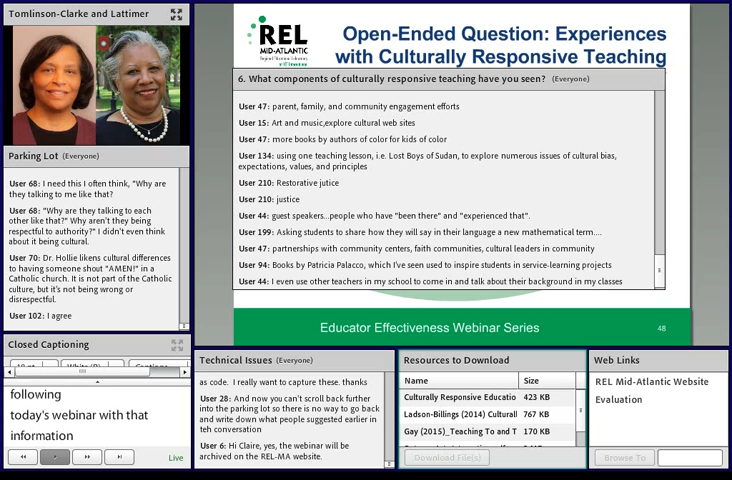 Tomlinson-Clarke and Lattimer
Parking Lot (Everyone)
User 68: I need this I often think, "Why are
they talking to me like that?
User 68: "Why are they talking to each
other like that?" Why aren't they being
respectful to authority?" I didn't even think
about it being cultural.
User 70: Dr. Hollie likens cultural differences
to having someone shout "AMEN!" in a
Catholic church. It is not part of the Catholic
culture, but it's not being wrong or
disrespectful.
User 102: I agree
Closed Captioning
following
today's webinar with that
information
Live
REL
MID-ATLANTIC
Open-Ended Question: Experiences
with Culturally Responsive Teaching
6. What components of culturally responsive teaching have you seen? (Everyone)
User 47: parent, family, and community engagement efforts
User 15: Art and music,explore cultural web sites
User 47: more books by authors of color for kids of color
User 134: using one teaching lesson, i.e. Lost Boys of Sudan, to explore numerous issues of cultural bias,
expectations, values, and principles
User 210: Restorative jutice
User 210: justice
User 44: guest speakers...people who have "been there" and "experienced that".
User 199: Asking students to share how they will say in their language a new mathematical term....
User 47: partnerships with community centers, faith communities, cultural leaders in community
User 94: Books by Patricia Palacco, which I've seen used to inspire students in service-learning projects
User 44: I even use other teachers in my school to come in and talk about their background in my classes
Educator Effectiveness Webinar Series
48
Technical Issues (Everyone)
as code. I really want to capture these. thanks
User 28: And now you can't scroll back further
into the parking lot so there is no way to go back
and write down what people suggested earlier in
teh conversation
User 6: Hi Claire, yes, the webinar will be
archived on the REL-MA website.
Resources to Download
Name Size
Culturally Responsive Educatio 423 KB
Ladson-Billings (2014) Culturall 767 KB
Gay (2015)_Teaching To and T 170 KB
Download File(s)
Web Links
REL Mid-Atlantic Website
Evaluation
Browse To